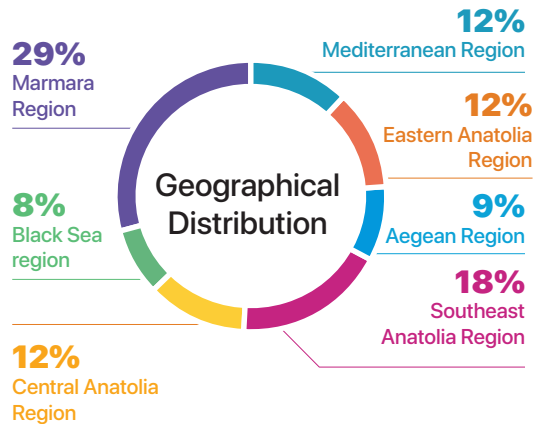 29%
Marmara
Region
8%
Black Sea
region
12%
Central Anatolia
Region
Geographical
Distribution
12%
Mediterranean Region
12%
Eastern Anatolia
Region
9%
Aegean Region
18%
Southeast
Anatolia Region